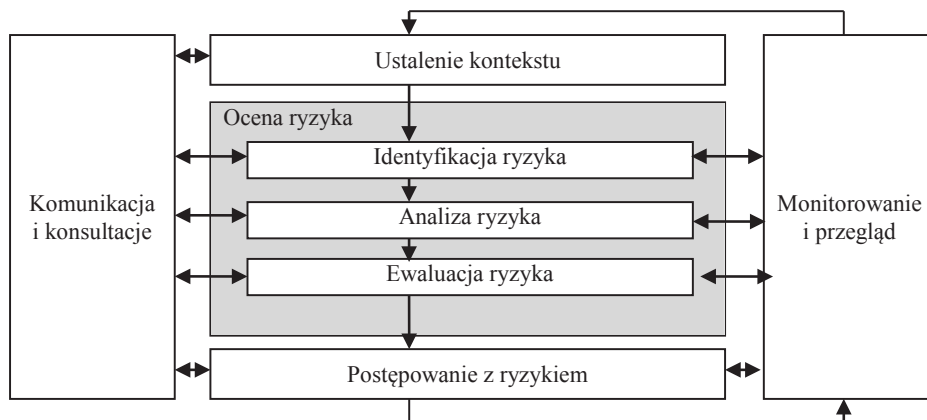 Ustalenie kontekstu
Ocena ryzyka
Identyfikacja ryzyka
Komunikacja
i konsultacje
Analiza ryzyka
Monitorowanie
i przegląd
Ewaluacja ryzyka
Postępowanie z ryzykiem